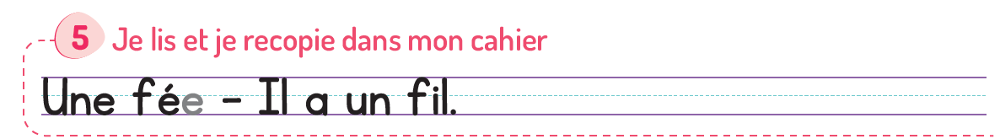 5 Je lis et je recopie dans mon cahier
Une fée - Il a un fil.